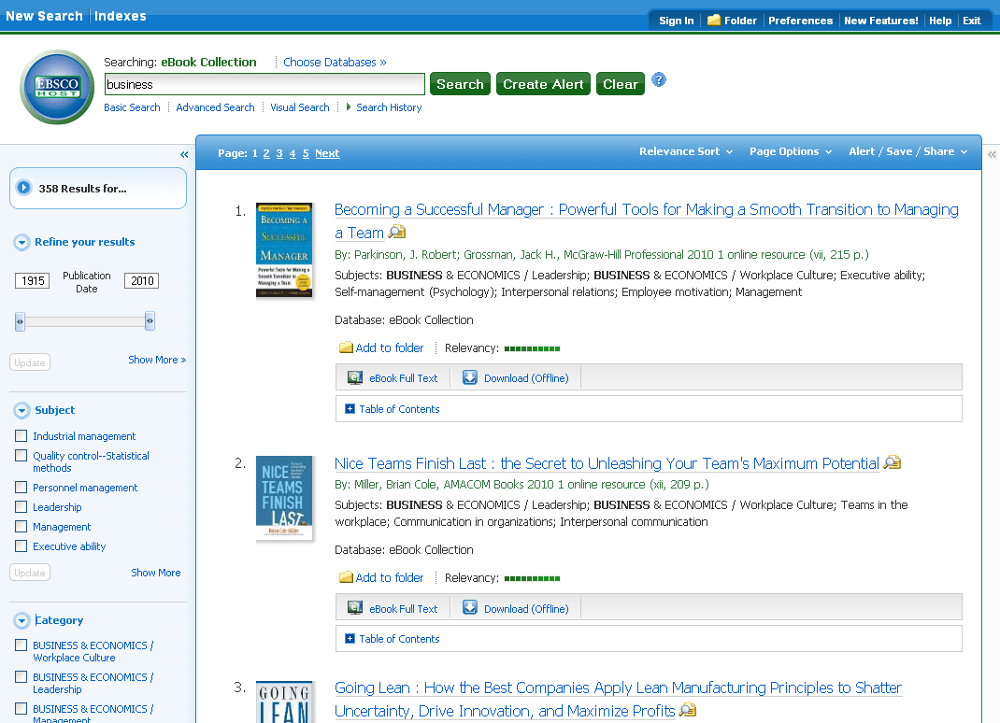 New Search | Indexes
Sign In Folder Preferences New Features! Help Exit
EBSCO
HOST
Searching: eBook Collection Choose Databases »
business
Search Create Alert Clear ?
Basic Search Advanced Search Visual Search Search History
«
358 Results for...
Refine your results
1915 Publication Date 2010
Update
Show More »
Subject
Industrial management
Quality control--Statistical
methods
Personnel management
Leadership
Management
Executive ability
Update
Show More
Category
BUSINESS & ECONOMICS /
Workplace Culture
BUSINESS & ECONOMICS /
Leadership
BUSINESS & ECONOMICS /
Management
Page: 1 2 3 4 5 Next
Relevance Sort Page Options Alert / Save / Share
«
1.
BECOMING A
SUCCESSFUL
MANAGER
Powerful Tools for Making a
Smooth Transition to
Managing a Team
Becoming a Successful Manager : Powerful Tools for Making a Smooth Transition to Managing
a Team
By: Parkinson, J. Robert; Grossman, Jack H., McGraw-Hill Professional 2010 1 online resource (vii, 215 p.)
Subjects: BUSINESS & ECONOMICS / Leadership; BUSINESS & ECONOMICS / Workplace Culture; Executive ability;
Self-management (Psychology); Interpersonal relations; Employee motivation; Management
Database: eBook Collection
Add to folder Relevancy:
eBook Full Text Download (Offline)
Table of Contents
2.
NICE
TEAMS
FINISH
LAST
Brian Cole Miller
Nice Teams Finish Last : the Secret to Unleashing Your Team's Maximum Potential
By: Miller, Brian Cole, AMACOM Books 2010 1 online resource (xii, 209 p.)
Subjects: BUSINESS & ECONOMICS / Leadership; BUSINESS & ECONOMICS / Workplace Culture; Teams in the
workplace; Communication in organizations; Interpersonal communication
Database: eBook Collection
Add to folder Relevancy:
eBook Full Text Download (Offline)
Table of Contents
3.
GOING
LEAN
Going Lean : How the Best Companies Apply Lean Manufacturing Principles to Shatter
Uncertainty, Drive Innovation, and Maximize Profits